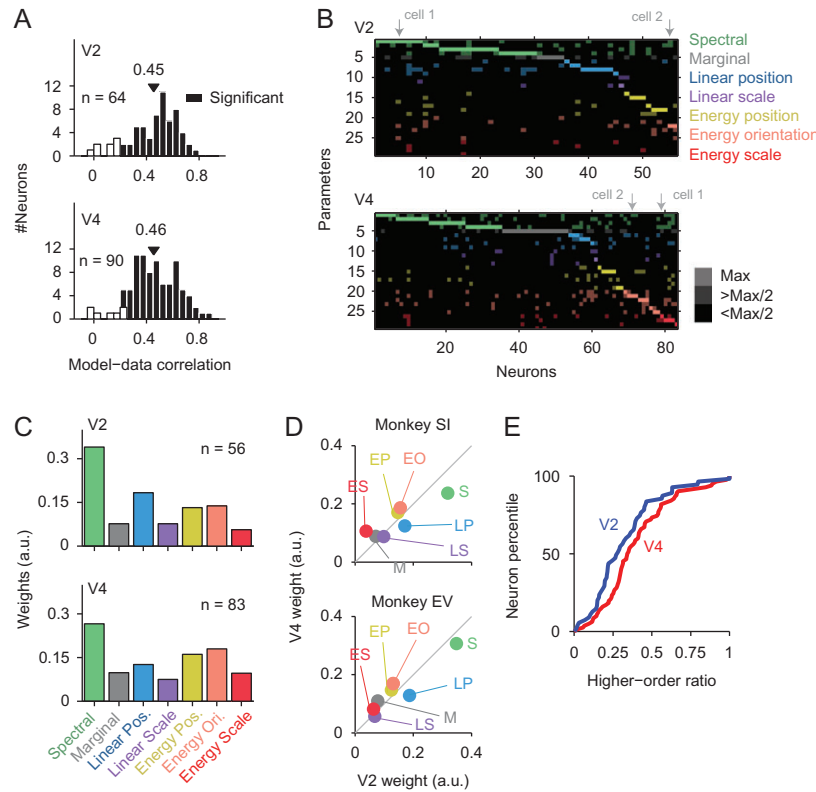 A
V2
0.45
n = 64
Significant
12
8
4
0
0
0.4
0.8
#Neurons
V4
0.46
n = 90
12
8
4
0
0
0.4
0.8
Model−data correlation
B
V2
cell 1
cell 2
5
10
15
20
25
10
20
30
40
50
Spectral
Marginal
Linear position
Linear scale
Energy position
Energy orientation
Energy scale
Parameters
V4
cell 2
cell 1
5
10
15
20
25
20
40
60
80
Neurons
Max
>Max/2
<Max/2
C
V2
n = 56
0.3
0.15
0
Weights (a.u.)
V4
n = 83
0.3
0.15
0
Spectral
Marginal
Linear Pos.
Linear Scale
Energy Pos.
Energy Ori.
Energy Scale
D
Monkey SI
0.4
0.2
0
EP
EO
ES
S
LP
LS
M
V4 weight (a.u.)
Monkey EV
0.4
0.2
0
EP
EO
ES
S
LP
M
LS
0
0.2
0.4
V2 weight (a.u.)
E
100
50
0
Neuron percentile
V2
V4
0
0.25
0.5
0.75
1
Higher−order ratio